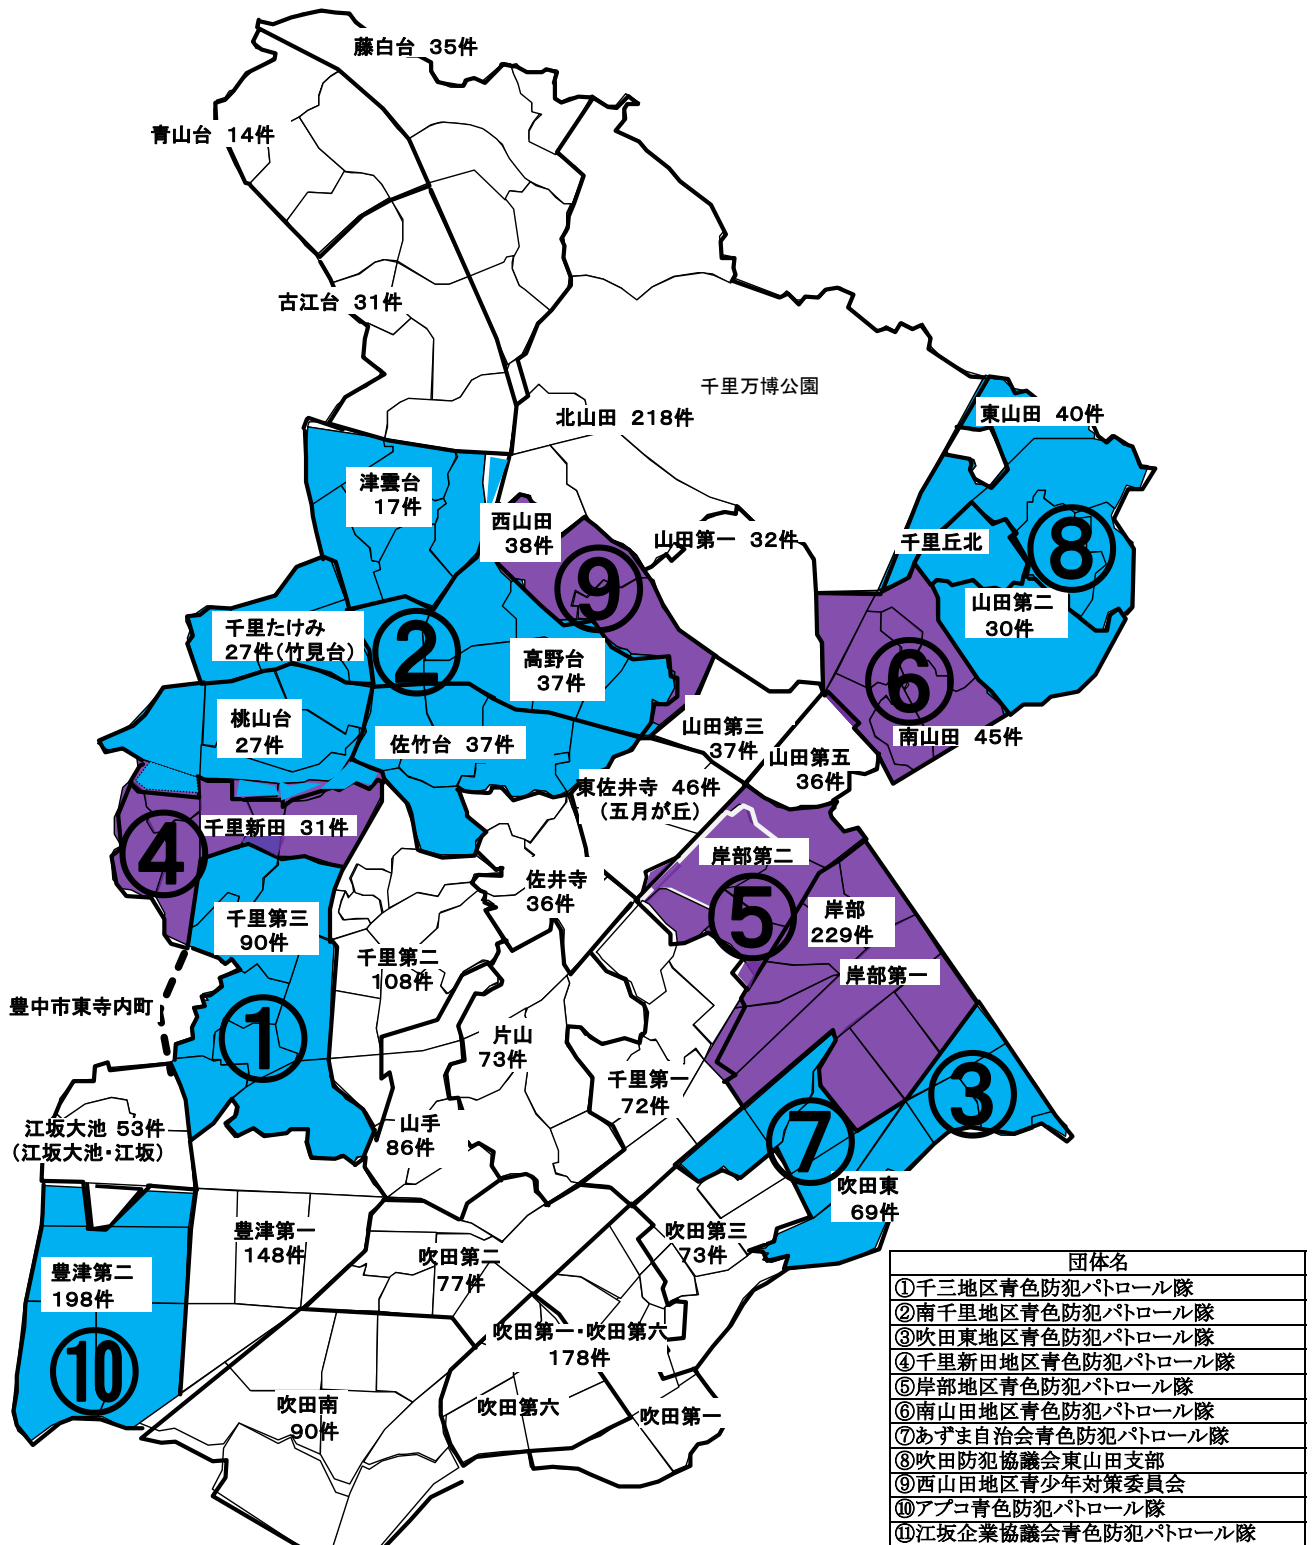 藤白台 35件
青山台 14件
古江台 31件
千里万博公園
北山田 218件
東山田 40件
津雲台
17件
西山田
38件
山田第一 32件
千里丘北
⑧
⑨
山田第二
30件
千里たけみ
27件(竹見台)
②
高野台
37件
⑥
桃山台
27件
佐竹台 37件
山田第三
37件
南山田 45件
山田第五
36件
東佐井寺 46件
(五月が丘)
千里新田 31件
④
岸部第二
佐井寺
36件
⑤
岸部
229件
千里第三
90件
千里第二
108件
岸部第一
豊中市東寺内町
①
片山
73件
千里第一
72件
③
江坂大池 53件
(江坂大池・江坂)
山手
86件
⑦
吹田東
69件
豊津第一
148件
吹田第三
73件
吹田第二
77件
豊津第二
198件
⑩
吹田第一・吹田第六
178件
吹田南
90件
吹田第六
吹田第一
団体名
①千三地区青色防犯パトロール隊
②南千里地区青色防犯パトロール隊
③吹田東地区青色防犯パトロール隊
④千里新田地区青色防犯パトロール隊
⑤岸部地区青色防犯パトロール隊
⑥南山田地区青色防犯パトロール隊
⑦あずま自治会青色防犯パトロール隊
⑧吹田防犯協議会東山田支部
⑨西山田地区青少年対策委員会
⑩アプコ青色防犯パトロール隊
⑪江坂企業協議会青色防犯パトロール隊